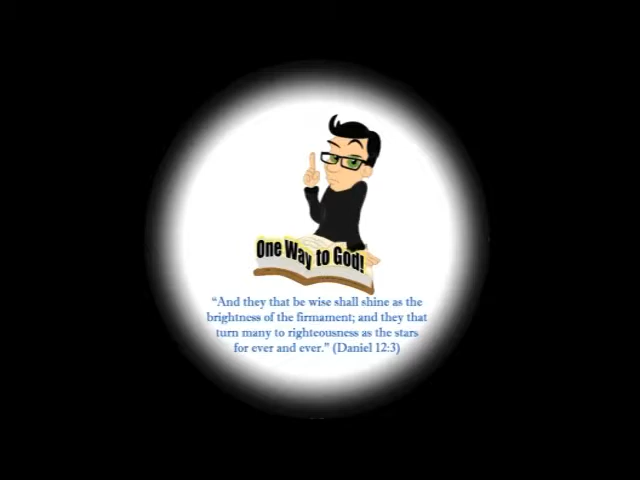 One Way to God!
“And they that be wise shall shine as the
brightness of the firmament; and they that
turn many to righteousness as the stars
for ever and ever.” (Daniel 12:3)